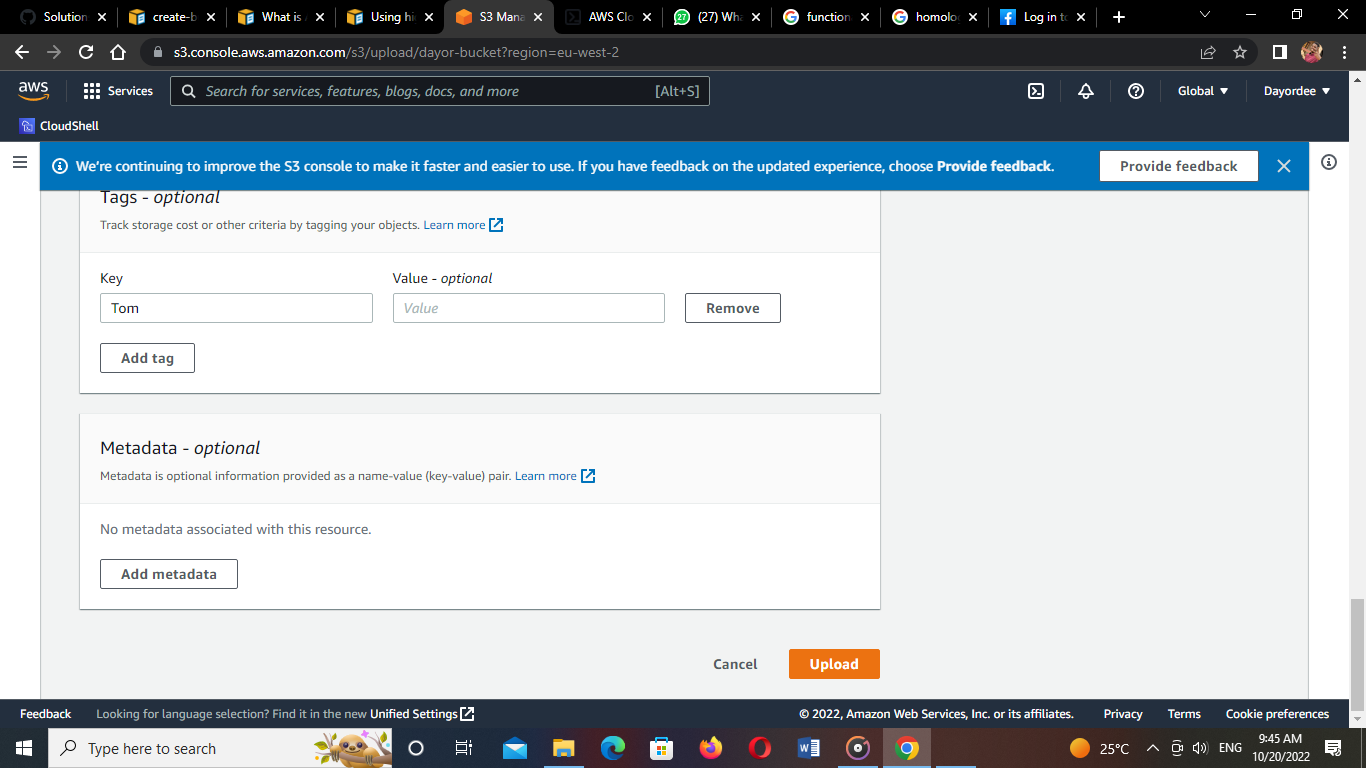 Solution
create-b
What is
Using hi
S3 Mana
AWS Clo
(27) Wha
function
homolo
Log in to
s3.console.aws.amazon.com/s3/upload/dayor-bucket?region=eu-west-2
aws
Services
Search for services, features, blogs, docs, and more
[Alt+S]
Global
Dayordee
CloudShell
We're continuing to improve the S3 console to make it faster and easier to use. If you have feedback on the updated experience, choose Provide feedback.
Provide feedback
Tags - optional
Track storage cost or other criteria by tagging your objects. Learn more
Key
Value - optional
Tom
Value
Remove
Add tag
Metadata - optional
Metadata is optional information provided as a name-value (key-value) pair. Learn more
No metadata associated with this resource.
Add metadata
Cancel
Upload
Feedback
Looking for language selection? Find it in the new Unified Settings
© 2022, Amazon Web Services, Inc. or its affiliates.
Privacy
Terms
Cookie preferences
Type here to search
25°C
ENG
9:45 AM
10/20/2022